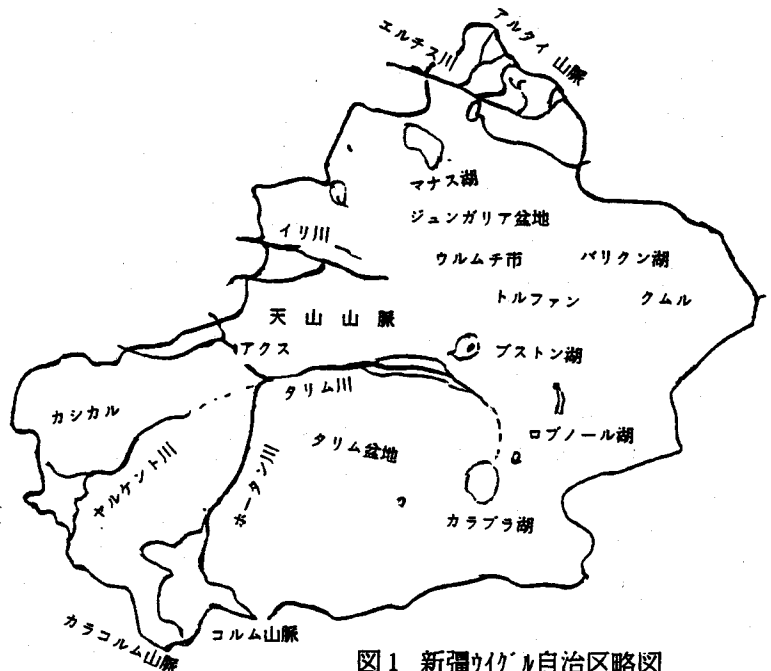 アルタイ山脈
エルチス川
マナス湖
ジュンガリア盆地
イリ川
ウルムチ市
バリクン湖
トルファン
クムル
天山山脈
アクス
ブストン湖
タリム川
カシカル
ロブノール湖
タリム盆地
ヤルケント川
ホータン川
カラブラ湖
カラコルム山脈
コルム山脈
図1 新疆ウイグル自治区略図